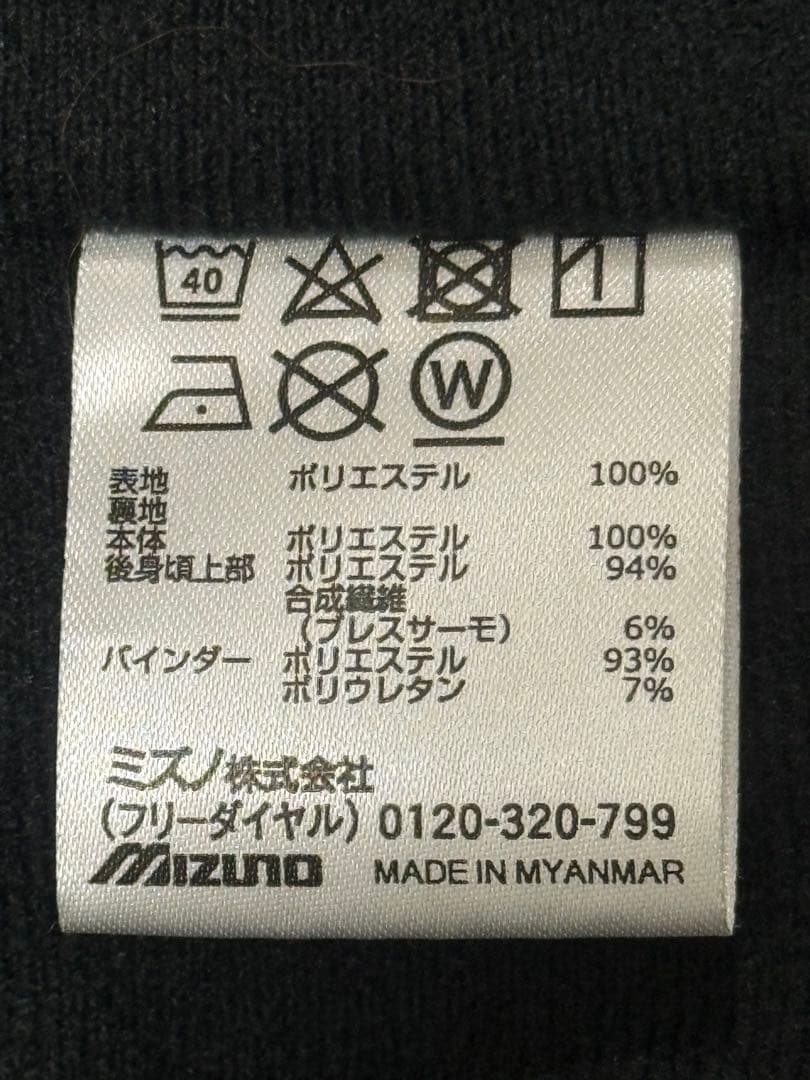 40
W
表地 ポリエステル 100%
裏地
本体 ポリエステル 100%
後身頃上部 ポリエステル 94%
合成繊維
(ブレスサーモ) 6%
バインダー ポリエステル 93%
ポリウレタン 7%
ミズノ株式会社
(フリーダイヤル) 0120-320-799
MIZUNO MADE IN MYANMAR